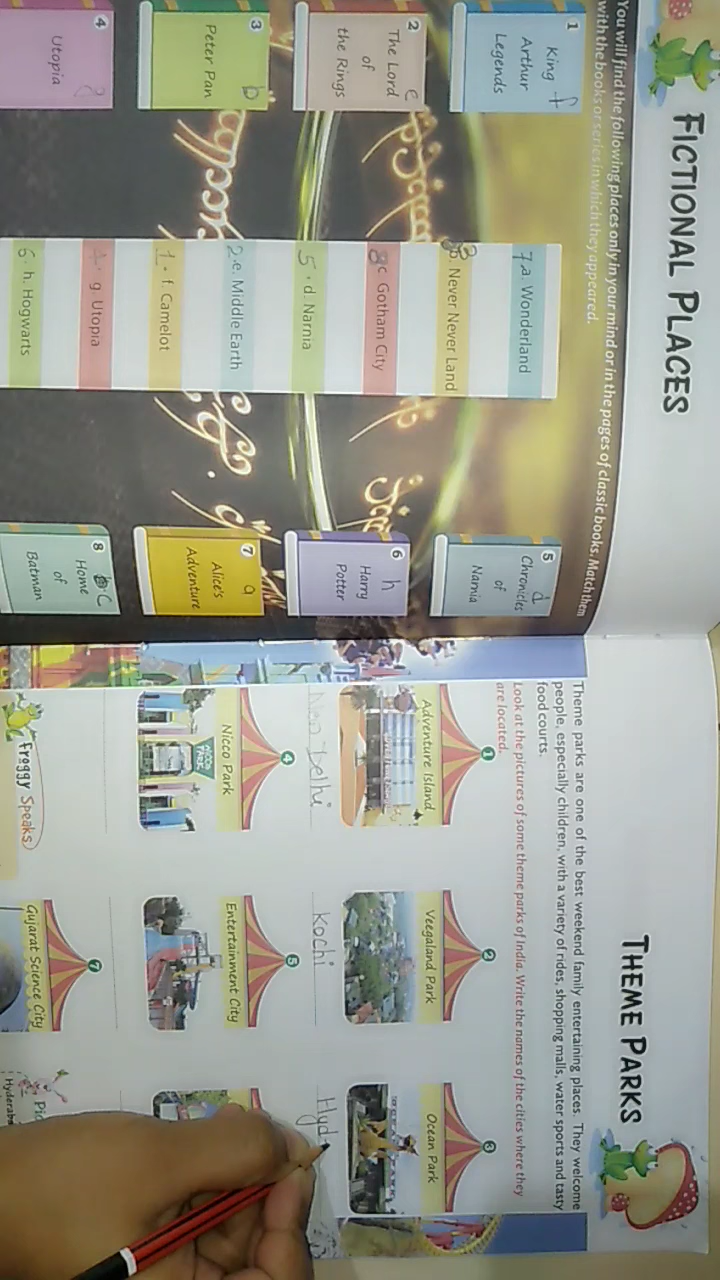 FICTIONAL PLACES
You will find the following places only in your mind or in the pages of classic books. Match them
with the books or series in which they appeared.
1
King f
Arthur
Legends
2
The Lord e
of
the Rings
3
b
Peter Pan
4
g
Utopia
7 a. Wonderland
3 b. Never Never Land
8 c Gotham City
5 d. Narnia
2 e. Middle Earth
1 f. Camelot
4 g Utopia
6 h. Hogwarts
5
d
Chronicles
of
Narnia
6
h
Harry
Potter
7
a
Alice's
Adventure
8
c
Home
of
Batman
THEME PARKS
Theme parks are one of the best weekend family entertaining places. They welcome
people, especially children, with a variety of rides, shopping malls, water sports and tasty
food courts.
Look at the pictures of some theme parks of India. Write the names of the cities where they
are located.
1
Adventure Island
New Delhi
2
Veegaland Park
Kochi
3
Ocean Park
Hyd
4
Nicco Park
NICCO
PARK
5
Entertainment City
7
Gujarat Science City
Froggy Speaks